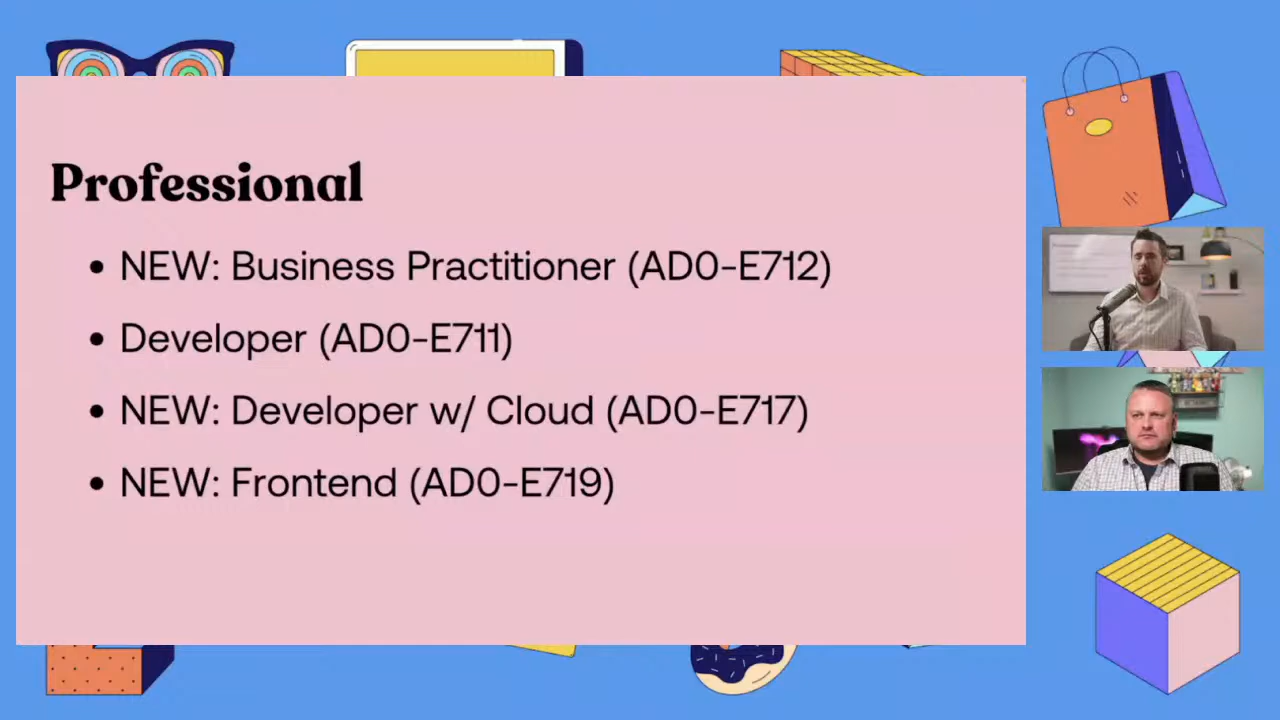 Professional
• NEW: Business Practitioner (AD0-E712)
• Developer (AD0-E711)
• NEW: Developer w/ Cloud (AD0-E717)
• NEW: Frontend (AD0-E719)